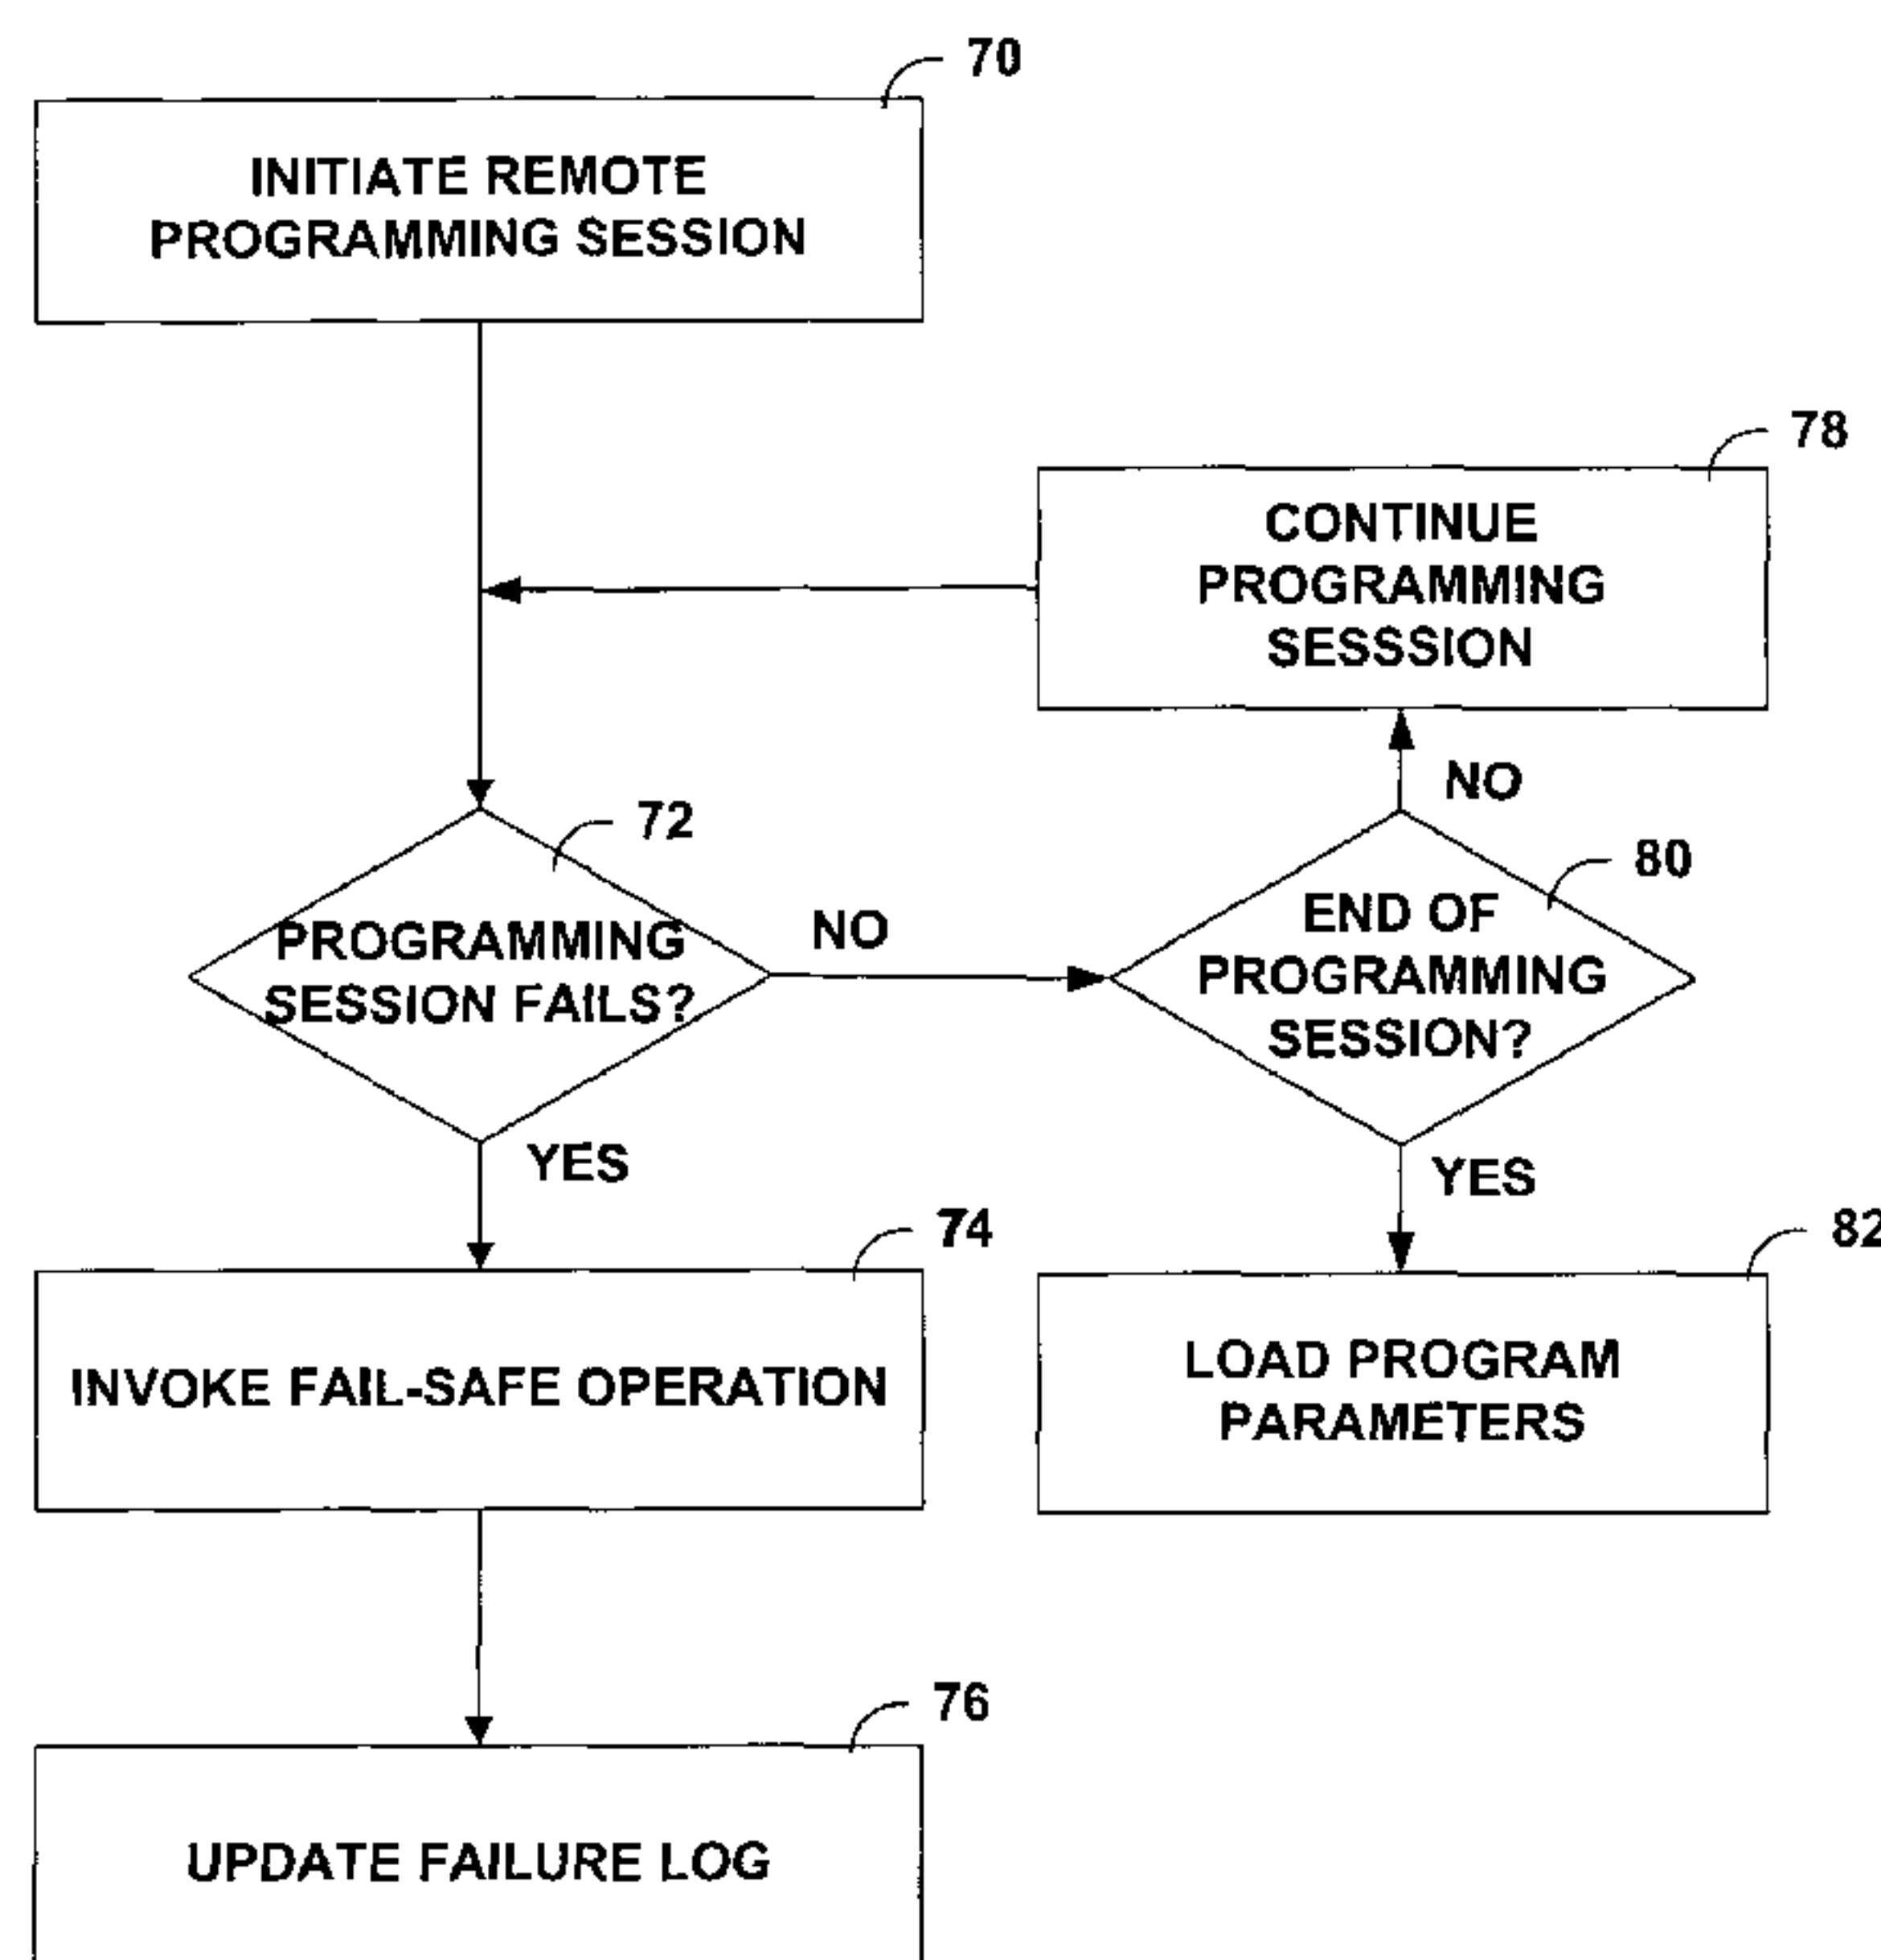 70
INITIATE REMOTE
PROGRAMMING SESSION
78
CONTINUE
PROGRAMMING
SESSSION
NO
72
80
PROGRAMMING
SESSION FAILS?
NO
END OF
PROGRAMMING
SESSION?
YES
YES
74
82
INVOKE FAIL-SAFE OPERATION
LOAD PROGRAM
PARAMETERS
76
UPDATE FAILURE LOG